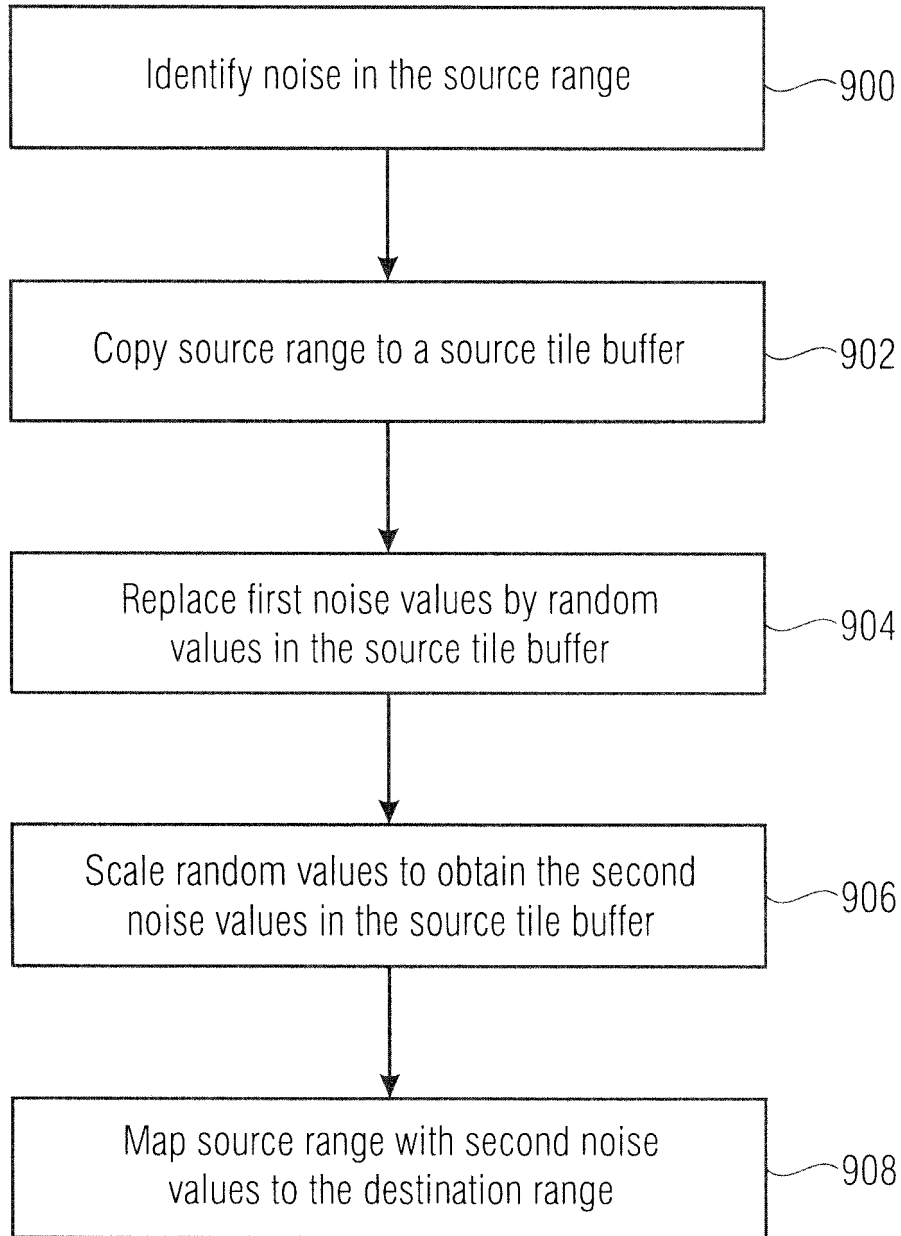 Identify noise in the source range
900
Copy source range to a source tile buffer
902
Replace first noise values by random
values in the source tile buffer
904
Scale random values to obtain the second
noise values in the source tile buffer
906
Map source range with second noise
values to the destination range
908